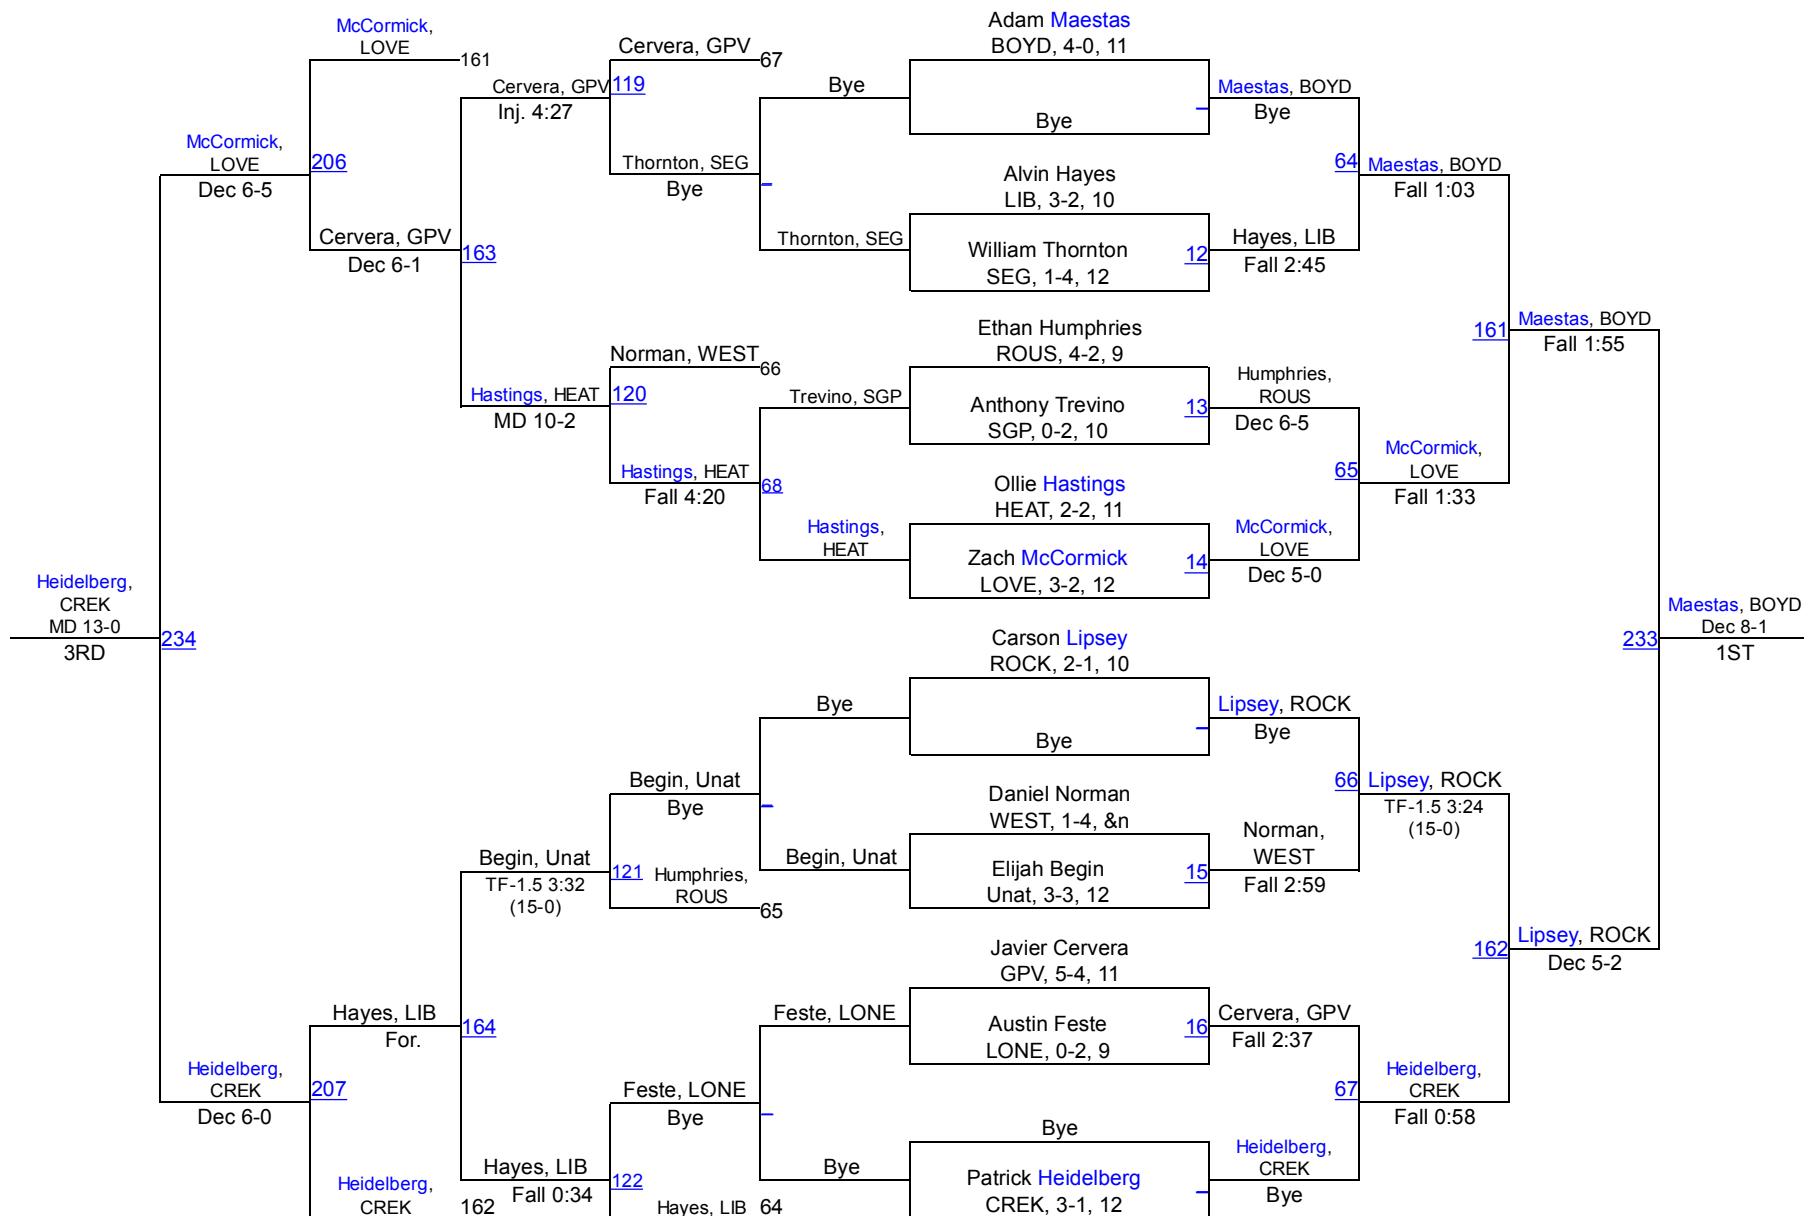 McCormick,
LOVE
161
McCormick,
LOVE
Dec 6-5
206
Cervera, GPV
Dec 6-1
163
Cervera, GPV
Inj. 4:27
119
Cervera, GPV
67
Thornton, SEG
Bye
Bye
Thornton, SEG
Hastings, HEAT
MD 10-2
120
Norman, WEST
66
Hastings, HEAT
Fall 4:20
68
Trevino, SGP
Hastings,
HEAT
Heidelberg,
CREK
MD 13-0
3RD
234
Adam Maestas
BOYD, 4-0, 11
Bye
Alvin Hayes
LIB, 3-2, 10
William Thornton
SEG, 1-4, 12
12
Ethan Humphries
ROUS, 4-2, 9
Anthony Trevino
SGP, 0-2, 10
13
Ollie Hastings
HEAT, 2-2, 11
Zach McCormick
LOVE, 3-2, 12
14
Maestas, BOYD
Bye
64
Hayes, LIB
Fall 2:45
Maestas, BOYD
Fall 1:03
Humphries,
ROUS
Dec 6-5
65
McCormick,
LOVE
Dec 5-0
McCormick,
LOVE
Fall 1:33
161
Maestas, BOYD
Fall 1:55
233
Maestas, BOYD
Dec 8-1
1ST
Carson Lipsey
ROCK, 2-1, 10
Bye
Daniel Norman
WEST, 1-4, &n
Elijah Begin
Unat, 3-3, 12
15
Javier Cervera
GPV, 5-4, 11
Austin Feste
LONE, 0-2, 9
16
Bye
Patrick Heidelberg
CREK, 3-1, 12
Lipsey, ROCK
Bye
66
Norman,
WEST
Fall 2:59
Lipsey, ROCK
TF-1.5 3:24
(15-0)
Cervera, GPV
Fall 2:37
67
Heidelberg,
CREK
Bye
Heidelberg,
CREK
Fall 0:58
162
Lipsey, ROCK
Dec 5-2
Bye
Begin, Unat
Begin, Unat
Bye
Begin, Unat
TF-1.5 3:32
(15-0)
121
Humphries,
ROUS
65
Hayes, LIB
For.
164
Feste, LONE
Feste, LONE
Bye
Bye
Heidelberg,
CREK
Dec 6-0
207
Hayes, LIB
Fall 0:34
122
Heidelberg,
CREK
162
Hayes, LIB
64